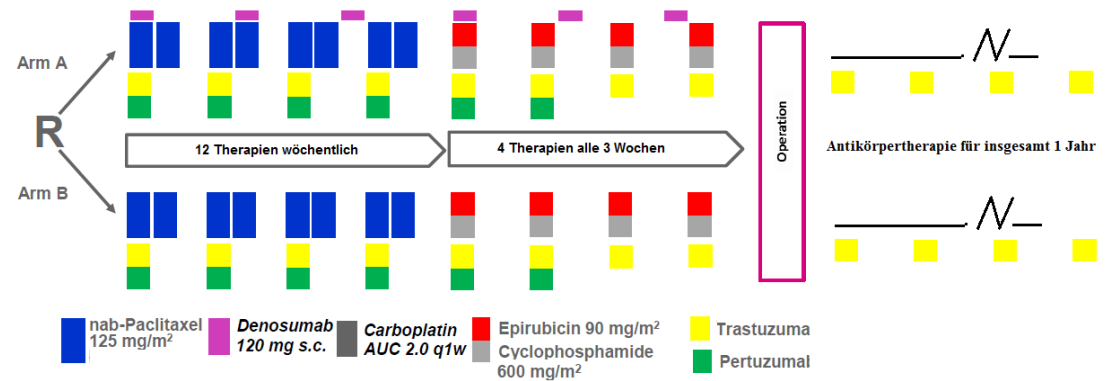 Arm A
R
12 Therapien wöchentlich
4 Therapien alle 3 Wochen
Operation
Antikörpertherapie für insgesamt 1 Jahr
Arm B
nab-Paclitaxel
125 mg/m²
Denosumab
120 mg s.c.
Carboplatin
AUC 2.0 q1w
Epirubicin 90 mg/m²
Cyclophosphamide
600 mg/m²
Trastuzuma
Pertuzumab